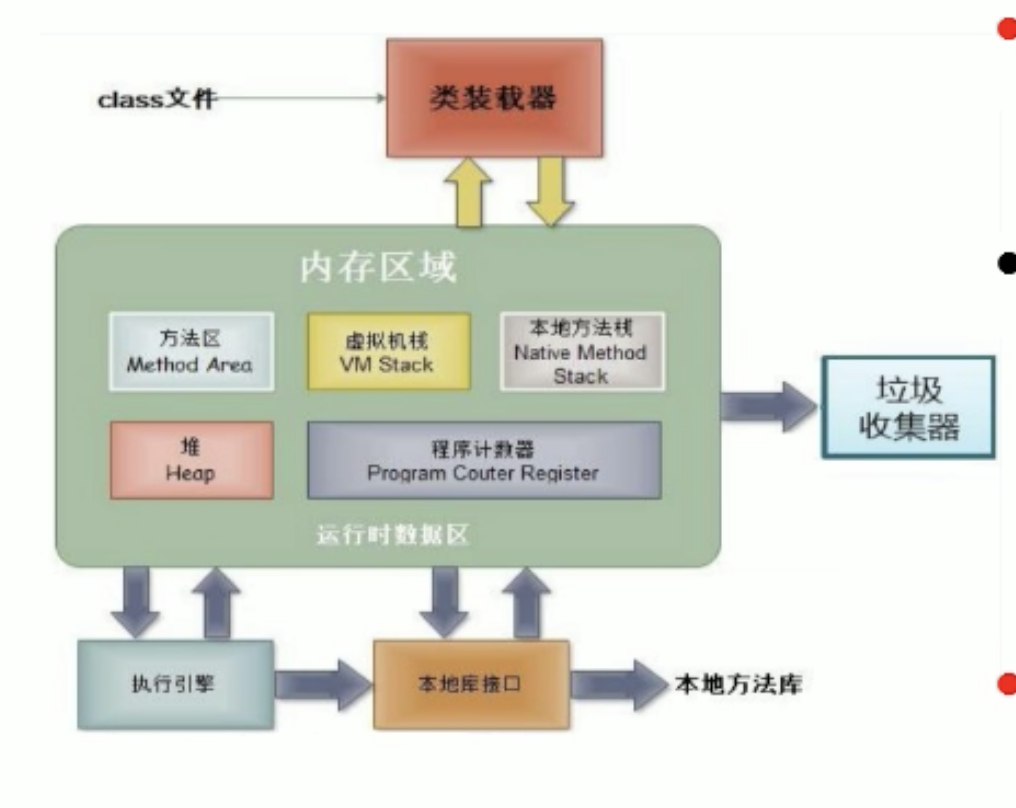 class文件
类装载器
内存区域
方法区
Method Area
虚拟机栈
VM Stack
本地方法栈
Native Method
Stack
堆
Heap
程序计数器
Program Couter Register
运行时数据区
垃圾
收集器
执行引擎
本地库接口
本地方法库